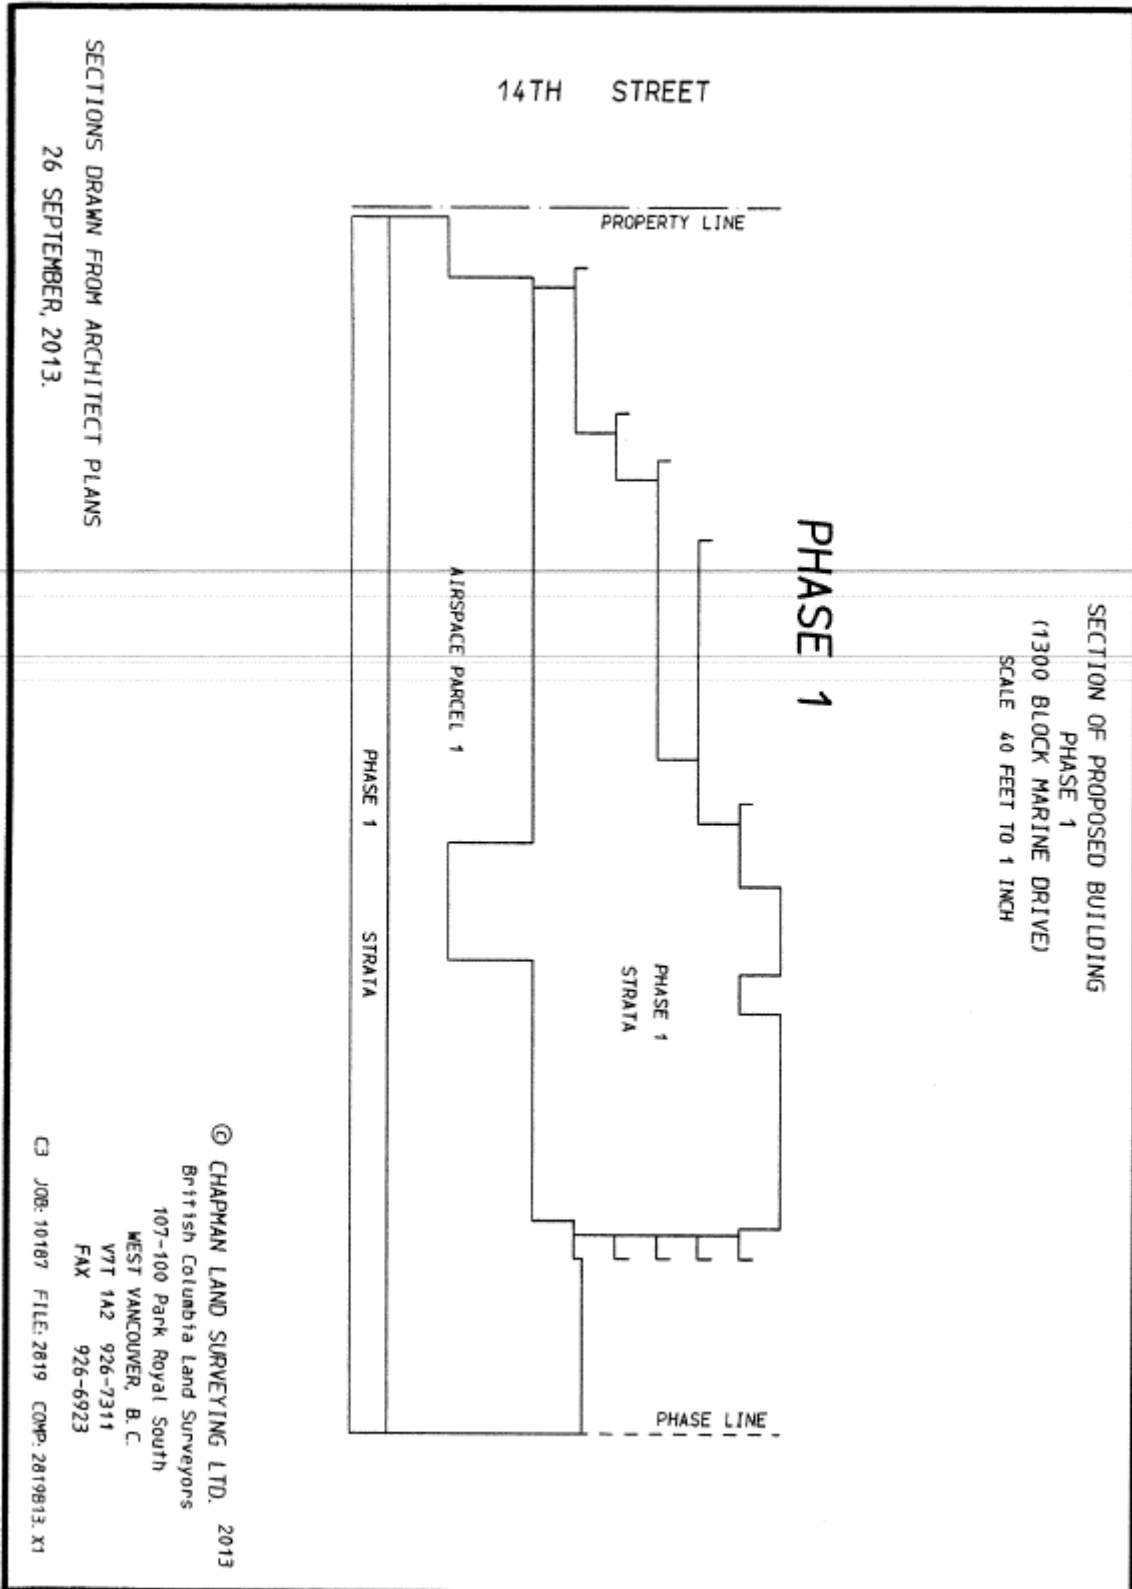 SECTION OF PROPOSED BUILDING
PHASE 1
(1300 BLOCK MARINE DRIVE)
SCALE 40 FEET TO 1 INCH
PHASE 1
14TH STREET
PROPERTY LINE
PHASE 1
STRATA
AIRSPACE PARCEL 1
PHASE 1 STRATA
PHASE LINE
SECTIONS DRAWN FROM ARCHITECT PLANS
26 SEPTEMBER, 2013.
© CHAPMAN LAND SURVEYING LTD. 2013
British Columbia Land Surveyors
107-100 Park Royal South
WEST VANCOUVER, B.C.
V7T 1A2 926-7311
FAX 926-6923
C3 JOB: 10187 FILE: 2819 COMP: 2819B13.X1